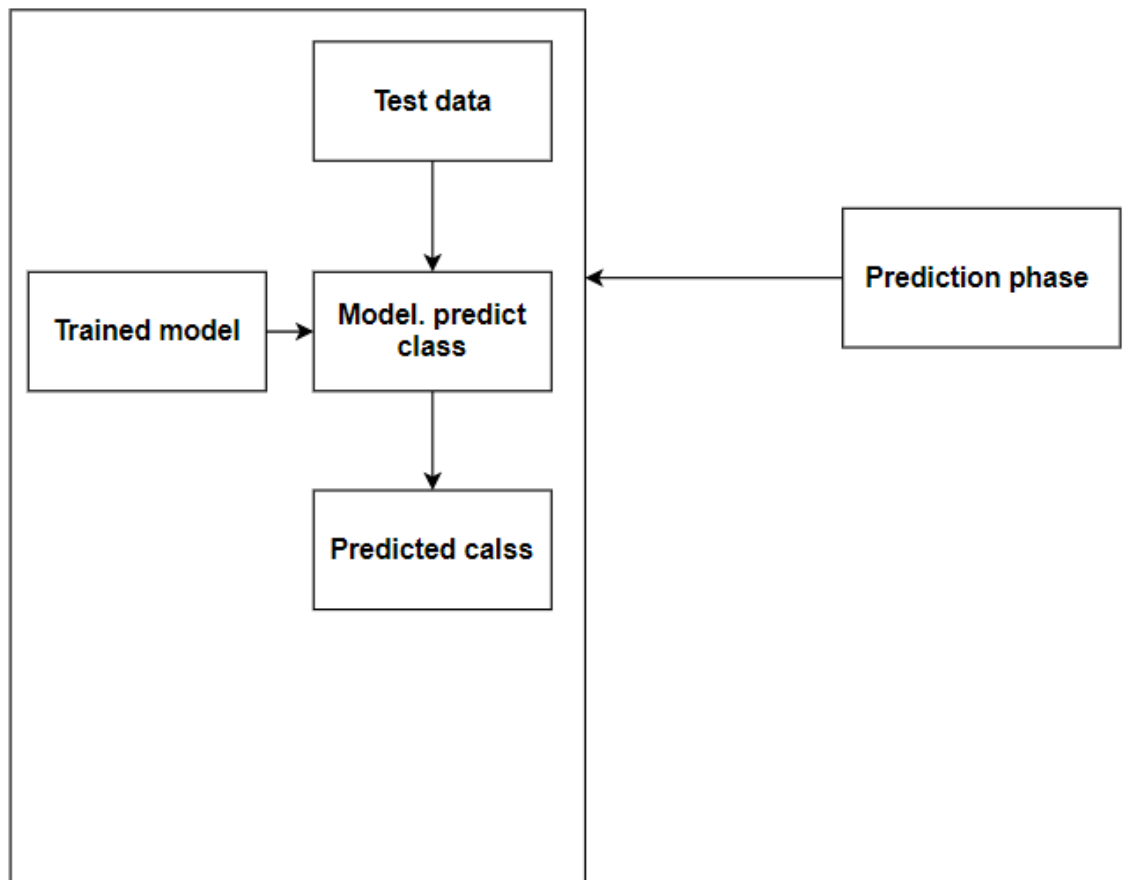 Test data
Prediction phase
Trained model
Model. predict
class
Predicted calss